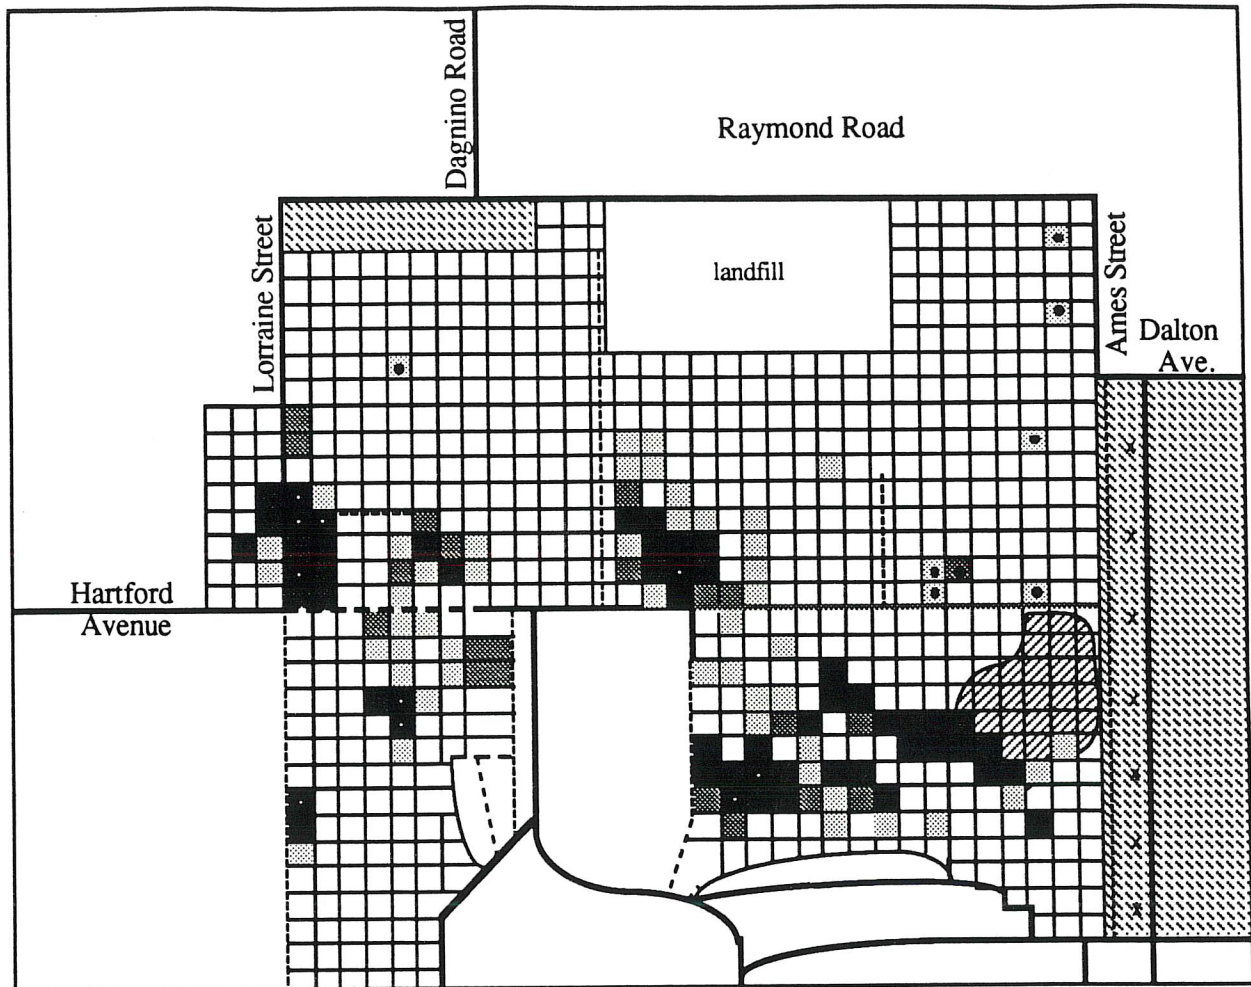 Dagnino Road
Raymond Road
Lorraine Street
landfill
Ames Street
Dalton
Ave.
Hartford
Avenue